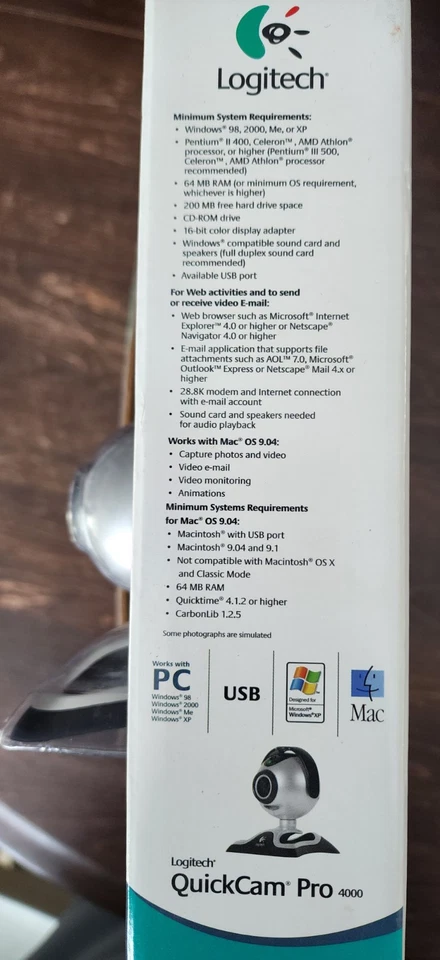 Logitech®
Minimum System Requirements:
• Windows® 98, 2000, Me, or XP
• Pentium® II 400, Celeron™, AMD Athlon®
processor, or higher (Pentium® III 500,
Celeron™, AMD Athlon® processor
recommended)
• 64 MB RAM (or minimum OS requirement,
whichever is higher)
• 200 MB free hard drive space
• CD-ROM drive
• 16-bit color display adapter
• Windows® compatible sound card and
speakers (full duplex sound card
recommended)
• Available USB port
For Web activities and to send
or receive video E-mail:
• Web browser such as Microsoft® Internet
Explorer™ 4.0 or higher or Netscape®
Navigator 4.0 or higher
• E-mail application that supports file
attachments such as AOL™ 7.0, Microsoft®
Outlook™ Express or Netscape® Mail 4.x or
higher
• 28.8K modem and Internet connection
with e-mail account
• Sound card and speakers needed
for audio playback
Works with Mac® OS 9.04:
• Capture photos and video
• Video e-mail
• Video monitoring
• Animations
Minimum Systems Requirements
for Mac® OS 9.04:
• Macintosh® with USB port
• Macintosh® 9.04 and 9.1
• Not compatible with Macintosh® OS X
and Classic Mode
• 64 MB RAM
• Quicktime® 4.1.2 or higher
• CarbonLib 1.2.5
Some photographs are simulated
Works with
PC
Windows® 98
Windows® 2000
Windows® Me
Windows® XP
USB
Designed for
Microsoft®
Windows®XP
Mac
Logitech®
QuickCam® Pro 4000